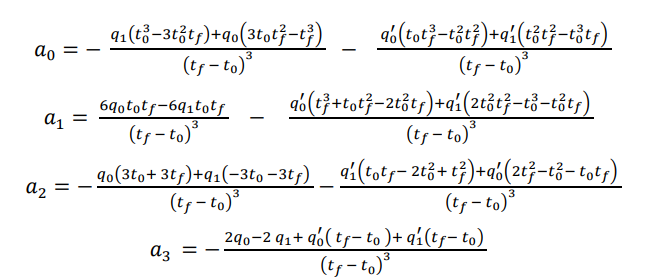 a₀ = − (q₁(t₀³−3t₀²t_f)+q₀(3t₀t_f²−t_f³))/(t_f−t₀)³ − (q₀′(t₀t_f³−t₀²t_f²)+q₁′(t₀²t_f²−t₀³t_f))/(t_f−t₀)³
a₁ = (6q₀t₀t_f−6q₁t₀t_f)/(t_f−t₀)³ − (q₀′(t_f³+t₀t_f²−2t₀²t_f)+q₁′(2t₀²t_f²−t₀³−t₀²t_f))/(t_f−t₀)³
a₂ = − (q₀(3t₀+3t_f)+q₁(−3t₀−3t_f))/(t_f−t₀)³ − (q₁′(t₀t_f−2t₀²+t_f²)+q₀′(2t_f²−t₀²−t₀t_f))/(t_f−t₀)³
a₃ = − (2q₀−2q₁+q₀′(t_f−t₀)+q₁′(t_f−t₀))/(t_f−t₀)³